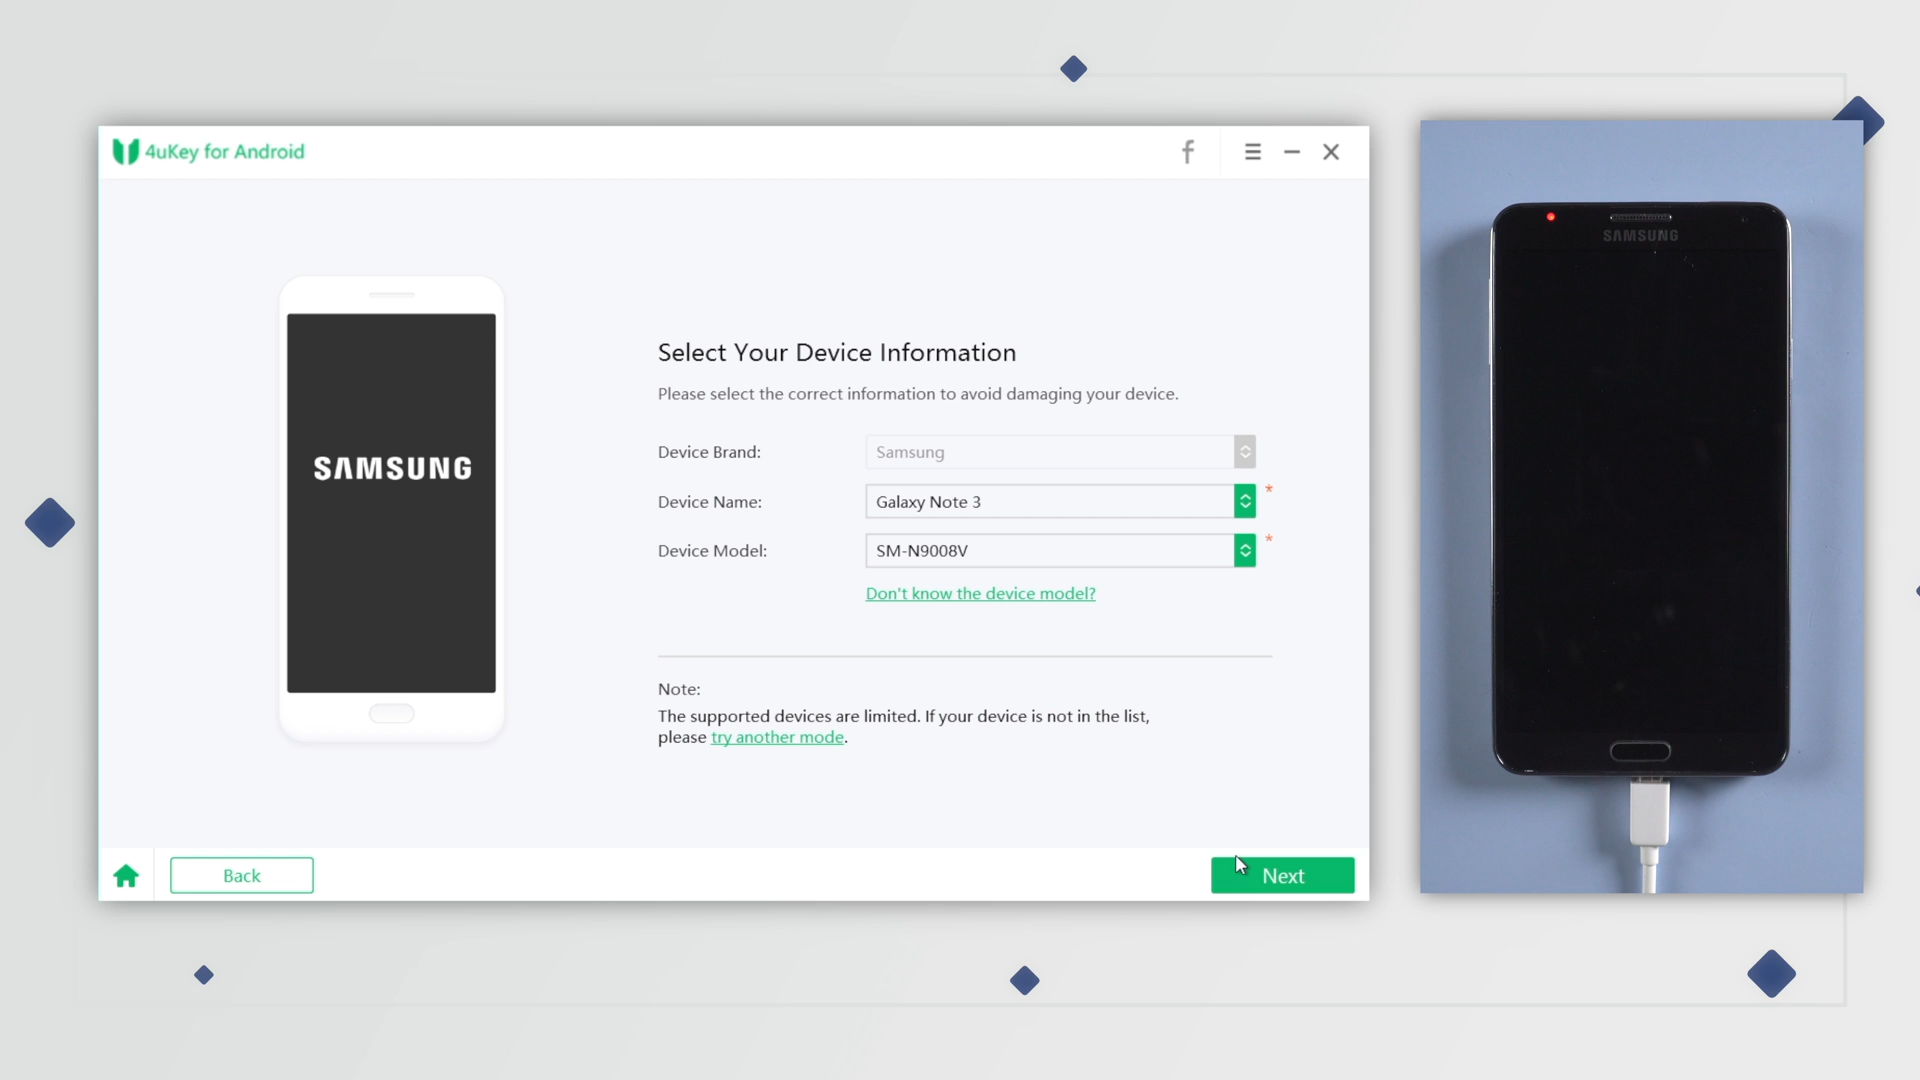 4uKey for Android
SAMSUNG
Select Your Device Information
Please select the correct information to avoid damaging your device.
Device Brand: Samsung
Device Name: Galaxy Note 3 *
Device Model: SM-N9008V *
Don't know the device model?
Note:
The supported devices are limited. If your device is not in the list,
please try another mode.
Back
Next
SAMSUNG